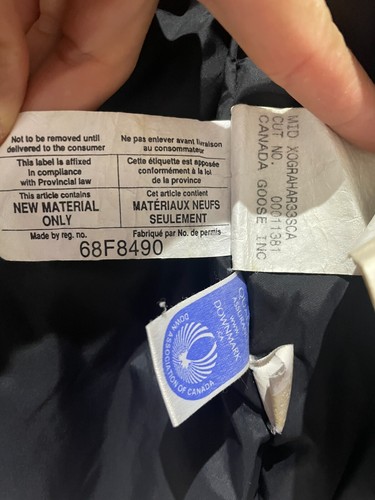 Not to be removed until
delivered to the consumer
Ne pas enlever avant livraison
au consommateur
This label is affixed
in compliance
with Provincial law
Cette étiquette est apposée
conformément à la loi
de la province
This article contains
NEW MATERIAL
ONLY
Cet article contient
MATÉRIAUX NEUFS
SEULEMENT
Made by reg. no.
Fabriqué par No. de permis
68F8490
MID XOGRAHAR33SCA
CUT NO. 00011381
CANADA GOOSE INC
DOWNMARK
DOWN ASSOCIATION OF CANADA